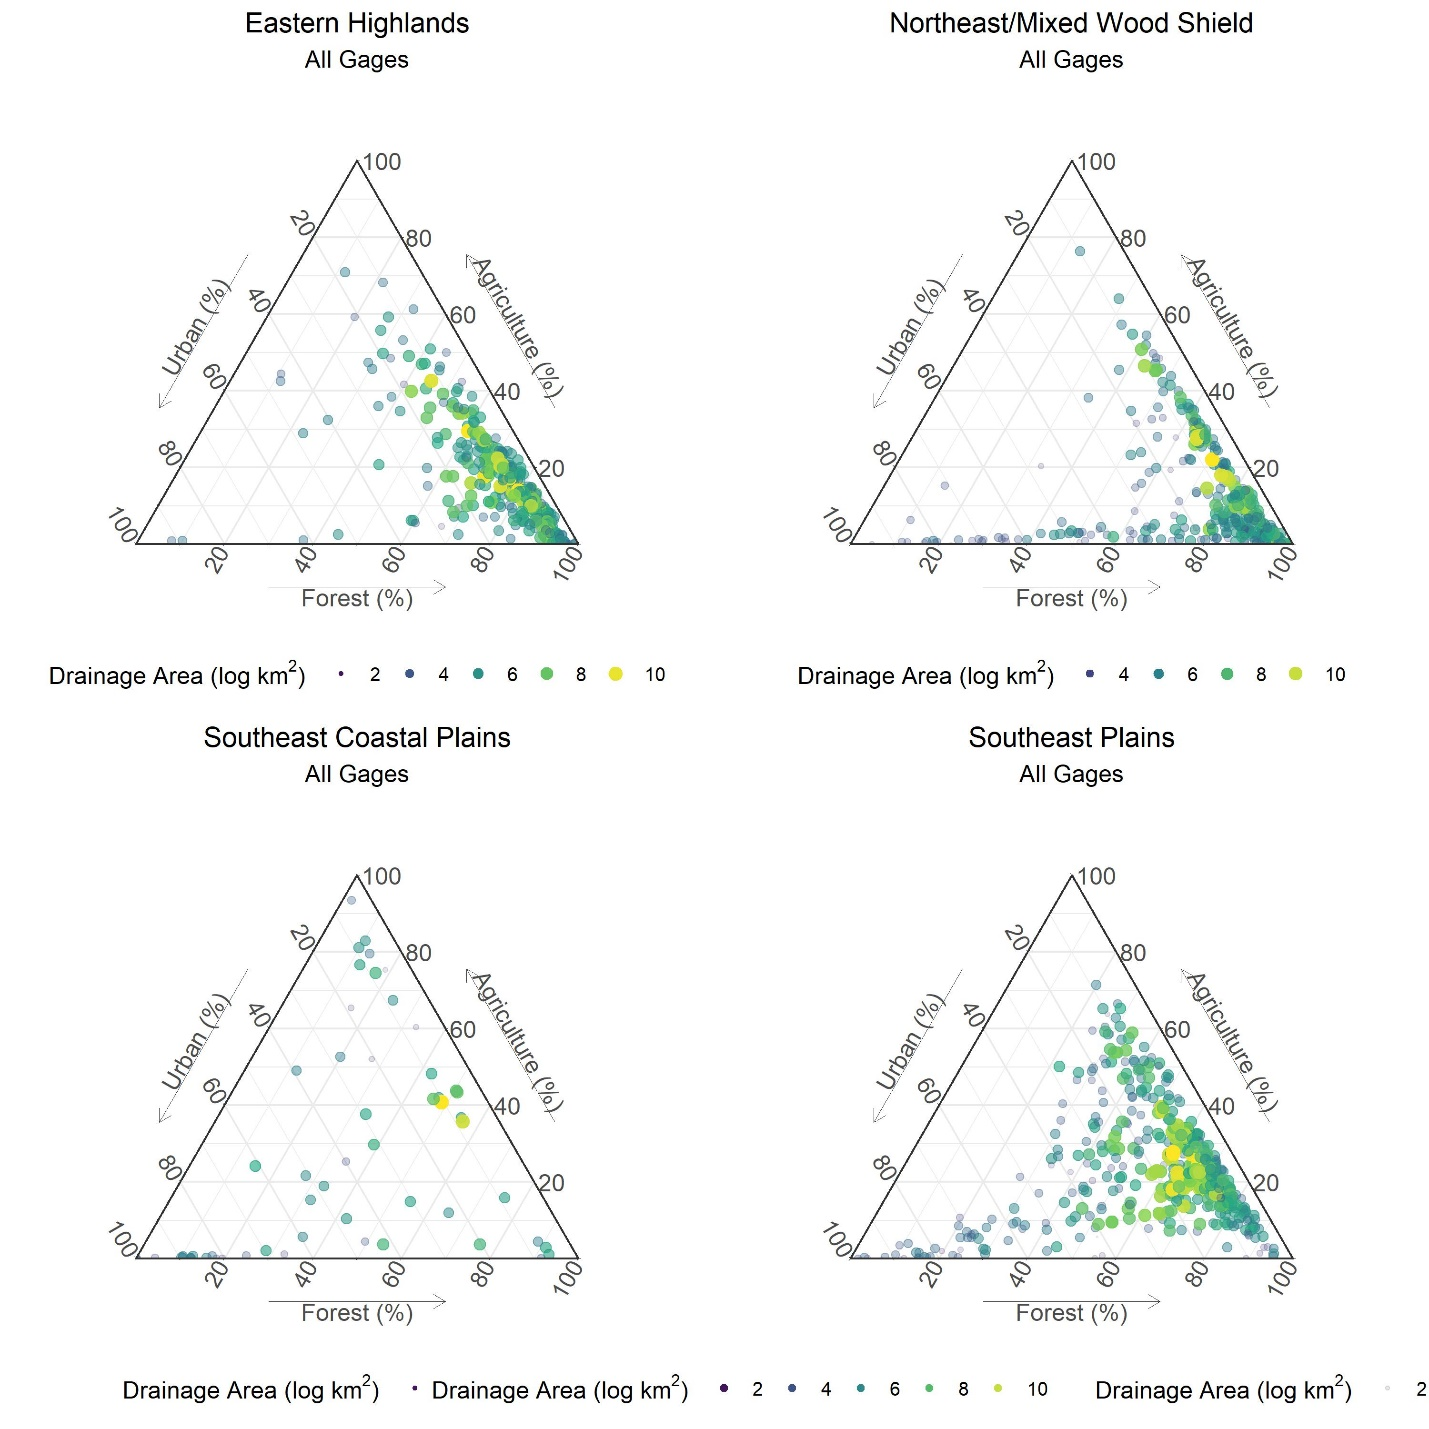 Eastern Highlands
All Gages
100
20
80
40
60
Urban (%)
Agriculture (%)
60
40
80
20
100
20
40
60
80
100
Forest (%)
Drainage Area (log km2) 2 4 6 8 10
Northeast/Mixed Wood Shield
All Gages
100
20
80
40
60
Urban (%)
Agriculture (%)
60
40
80
20
100
20
40
60
80
100
Forest (%)
Drainage Area (log km2) 4 6 8 10
Southeast Coastal Plains
All Gages
100
20
80
40
60
Urban (%)
Agriculture (%)
60
40
80
20
100
20
40
60
80
100
Forest (%)
Southeast Plains
All Gages
100
20
80
40
60
Urban (%)
Agriculture (%)
60
40
80
20
100
20
40
60
80
100
Forest (%)
Drainage Area (log km2) Drainage Area (log km2) 2 4 6 8 10 Drainage Area (log km2) 2